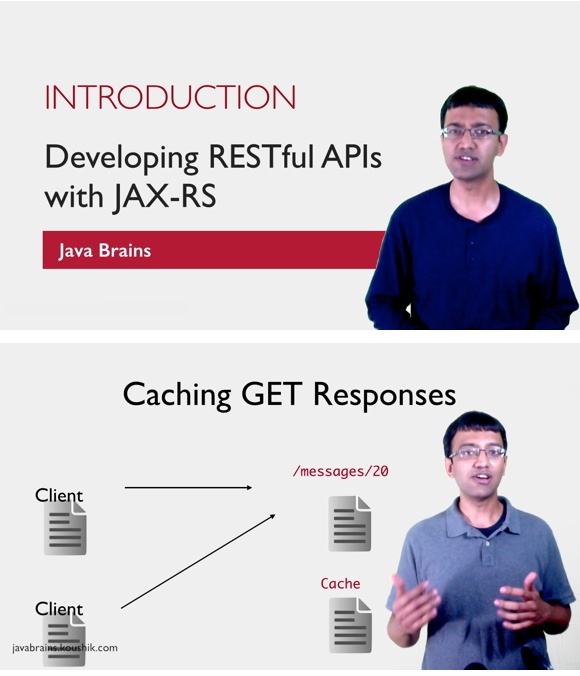 INTRODUCTION
Developing RESTful APIs
with JAX-RS
Java Brains
Caching GET Responses
/messages/20
Client
Cache
Client
javabrains.koushik.com